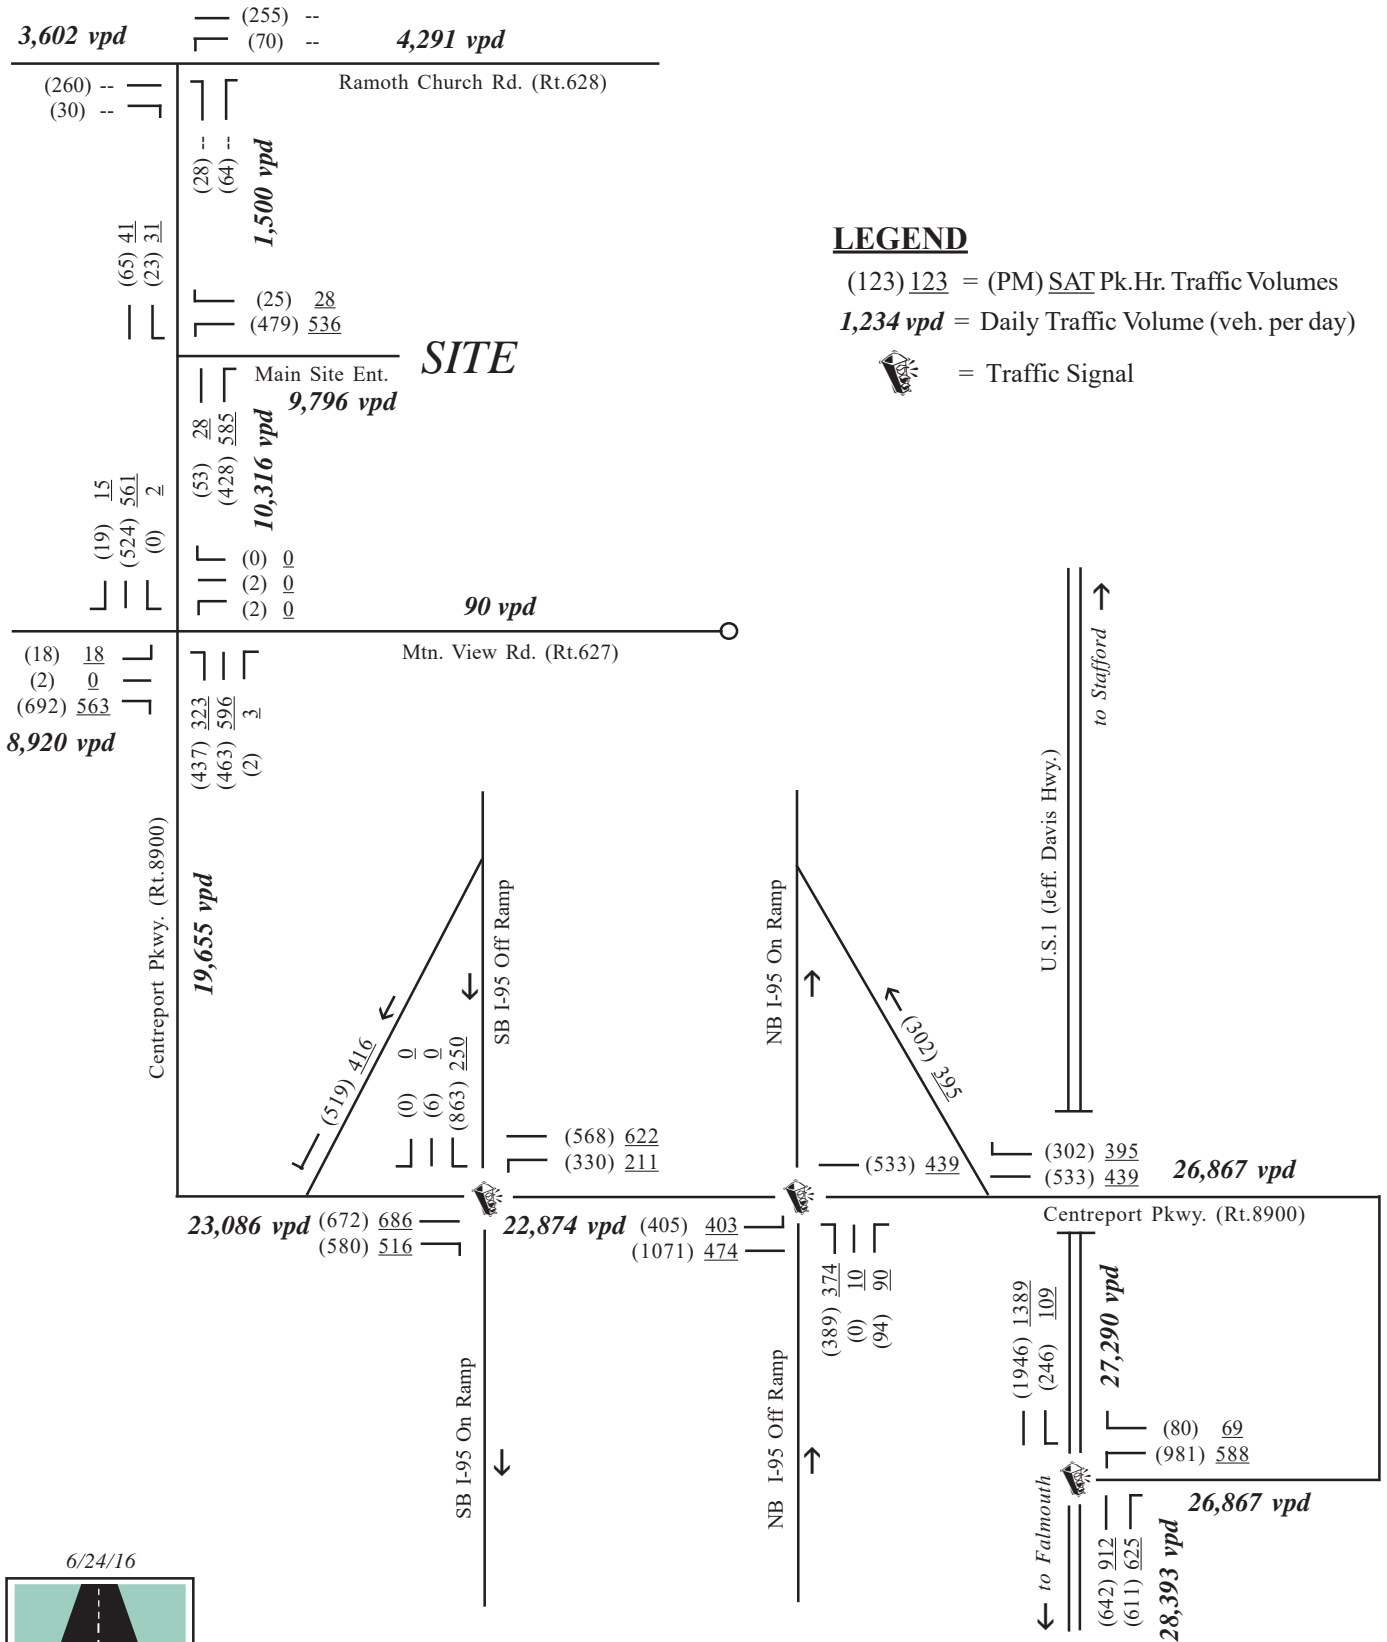 (255) --
3,602 vpd
(70) --
4,291 vpd
(260) --
Ramoth Church Rd. (Rt.628)
(30) --
(28) --
(64) --
1,500 vpd
(65) 41
(23) 31
LEGEND
(123) 123 = (PM) SAT Pk.Hr. Traffic Volumes
1,234 vpd = Daily Traffic Volume (veh. per day)
= Traffic Signal
(25) 28
(479) 536
SITE
Main Site Ent.
9,796 vpd
(53) 28
(428) 585
10,316 vpd
(19) 15
(524) 561
(0) 2
(0) 0
(2) 0
(2) 0
90 vpd
Mtn. View Rd. (Rt.627)
(18) 18
(2) 0
(692) 563
8,920 vpd
(437) 323
(463) 596
(2) 3
to Stafford
U.S.1 (Jeff. Davis Hwy.)
Centreport Pkwy. (Rt.8900)
19,655 vpd
SB I-95 Off Ramp
NB I-95 On Ramp
(519) 416
(0) 0
(6) 0
(863) 250
(302) 395
(568) 622
(330) 211
(533) 439
(302) 395
(533) 439
26,867 vpd
23,086 vpd
(672) 686
(580) 516
22,874 vpd
(405) 403
(1071) 474
Centreport Pkwy. (Rt.8900)
(389) 374
(0) 10
(94) 90
(1946) 1389
(246) 109
27,290 vpd
SB I-95 On Ramp
NB I-95 Off Ramp
(80) 69
(981) 588
26,867 vpd
to Falmouth
(642) 912
(611) 625
28,393 vpd
6/24/16